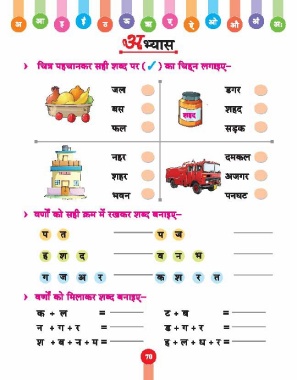 अ आ इ ई उ ऊ ऋ ए ऐ ओ औ अं अः
अभ्यास
चित्र पहचानकर सही शब्द पर (✓) का चिह्न लगाइए–
जल
बस
फल
शहद
डगर
शहद
सड़क
नहर
शहर
भवन
दमकल
अजगर
पनघट
वर्णों को सही क्रम में रखकर शब्द बनाइए–
प त प ज
ह श द व न भ
ग ज अ र क श र त
वर्णों को मिलाकर शब्द बनाइए–
क + ल = ट + ब =
न + ग + र = ड + ग + र =
श + ब + न + म = ह + ल + ध + र =
70